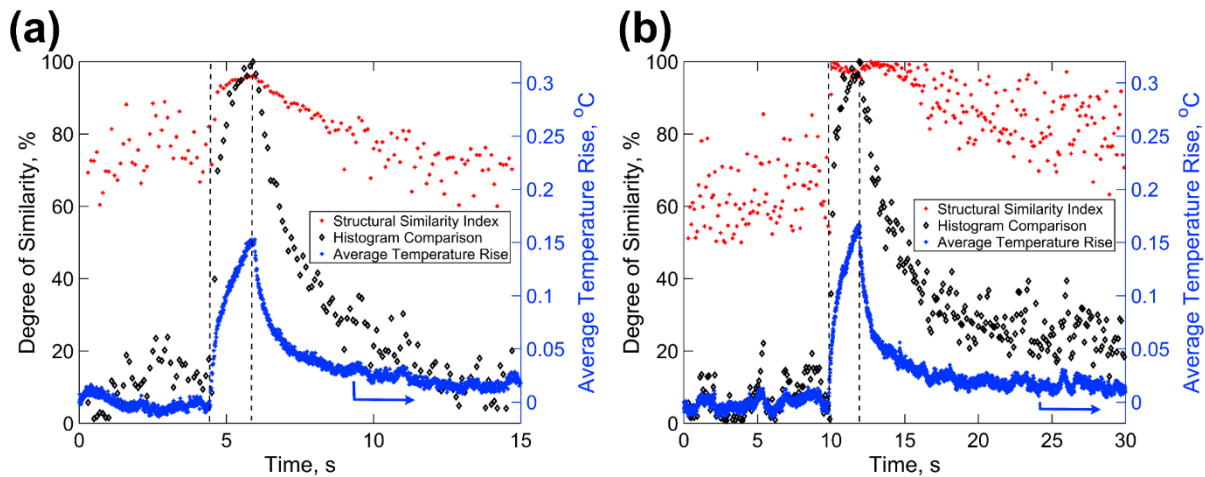 (a)
(b)
Degree of Similarity, %
100
80
60
40
20
0
0
5
10
15
Time, s
0.3
0.25
0.2
0.15
0.1
0.05
0
Average Temperature Rise, °C
Structural Similarity Index
Histogram Comparison
Average Temperature Rise
Degree of Similarity, %
100
80
60
40
20
0
0
5
10
15
20
25
30
Time, s
0.3
0.25
0.2
0.15
0.1
0.05
0
Average Temperature Rise, °C
Structural Similarity Index
Histogram Comparison
Average Temperature Rise